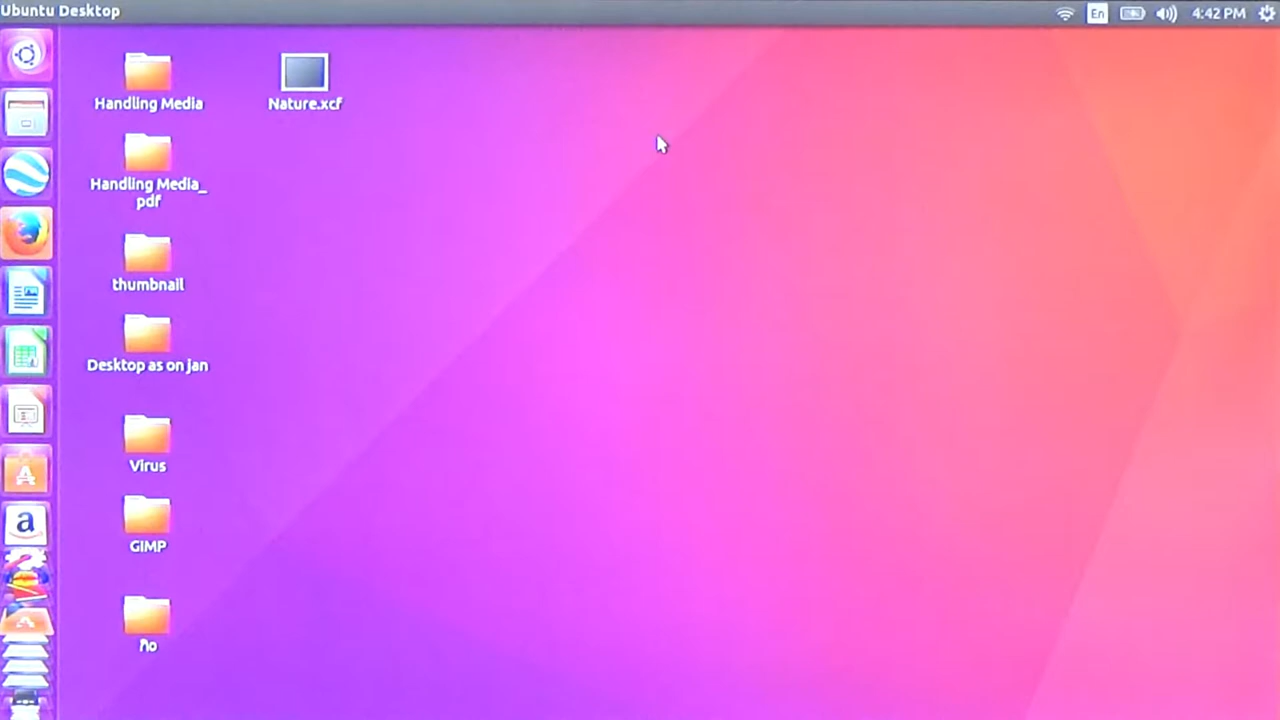 Ubuntu Desktop
En
4:42 PM
Handling Media
Nature.xcf
Handling Media_
pdf
thumbnail
Desktop as on jan
Virus
GIMP